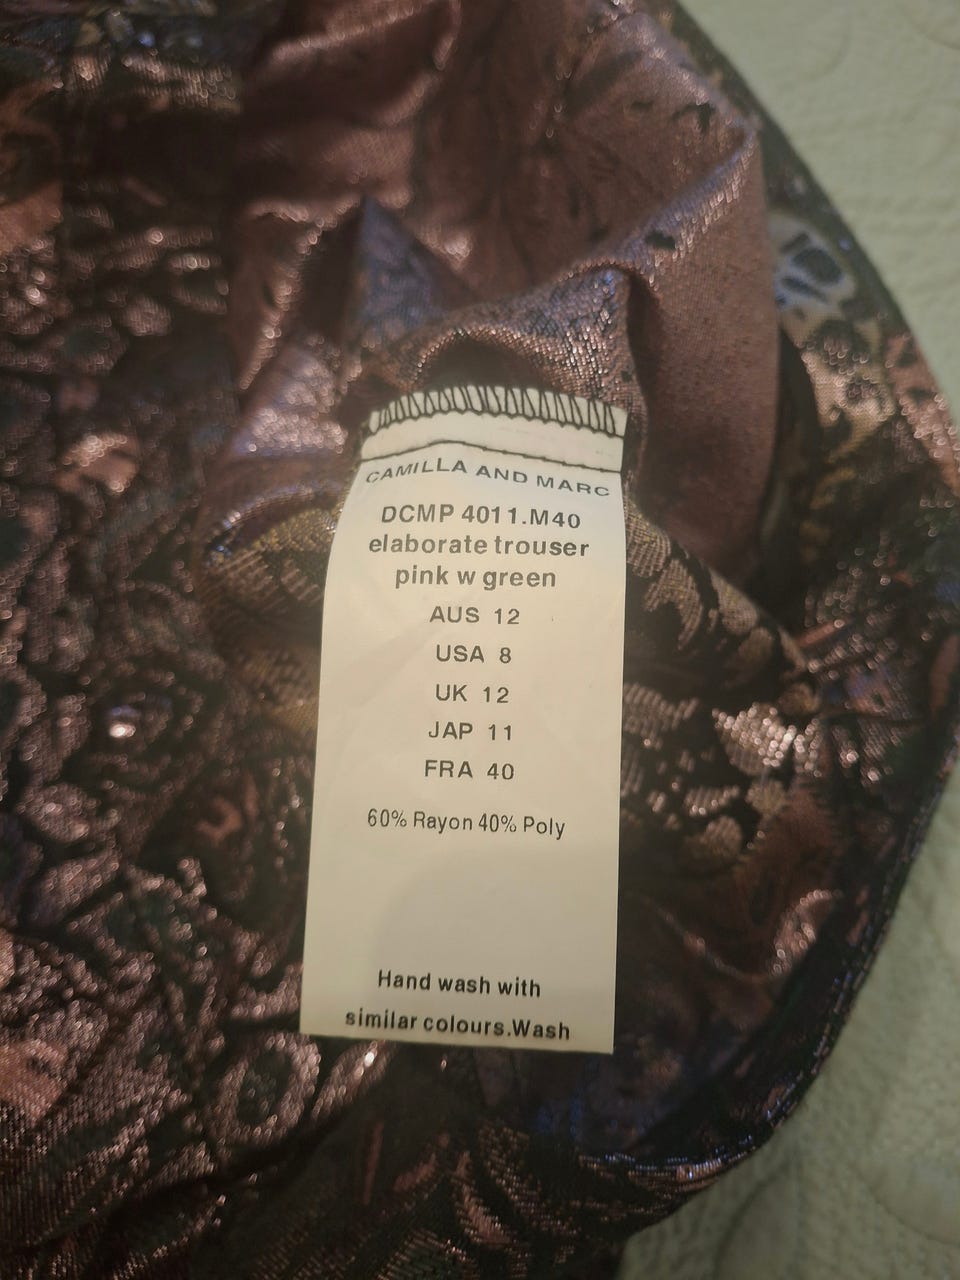 CAMILLA AND MARC
DCMP 4011.M40
elaborate trouser
pink w green
AUS 12
USA 8
UK 12
JAP 11
FRA 40
60% Rayon 40% Poly
Hand wash with
similar colours.Wash